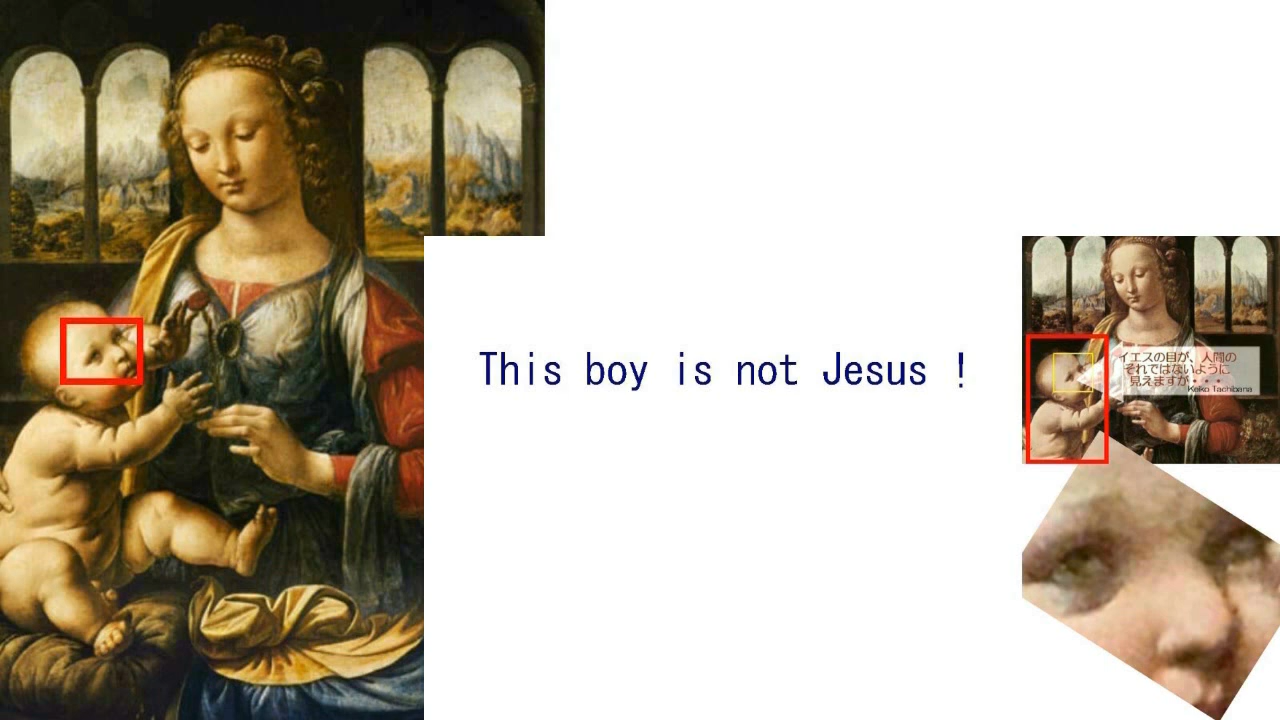 This boy is not Jesus !
イエスの目が、人間の
それではないように
見えますが・・・
Keiko Tachibana